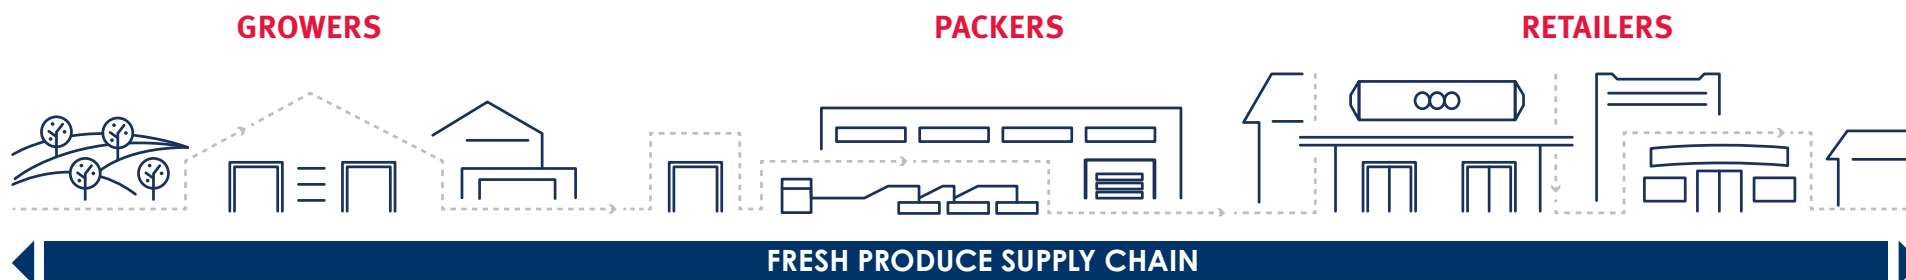 GROWERS
PACKERS
RETAILERS
FRESH PRODUCE SUPPLY CHAIN